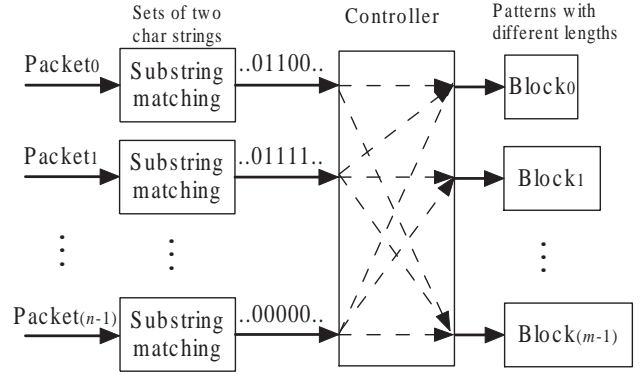 Sets of two
char strings
Controller
Patterns with
different lengths
Packet0
Substring
matching
..01100..
Block0
Packet1
Substring
matching
..01111..
Block1
Packet(n-1)
Substring
matching
..00000..
Block(m-1)